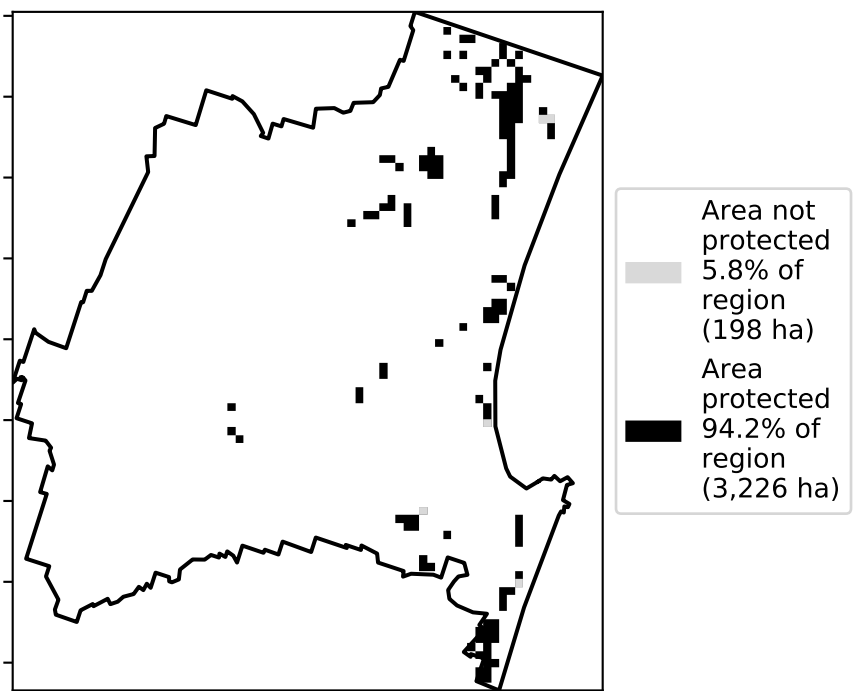 Area not
protected
5.8% of
region
(198 ha)
Area
protected
94.2% of
region
(3,226 ha)